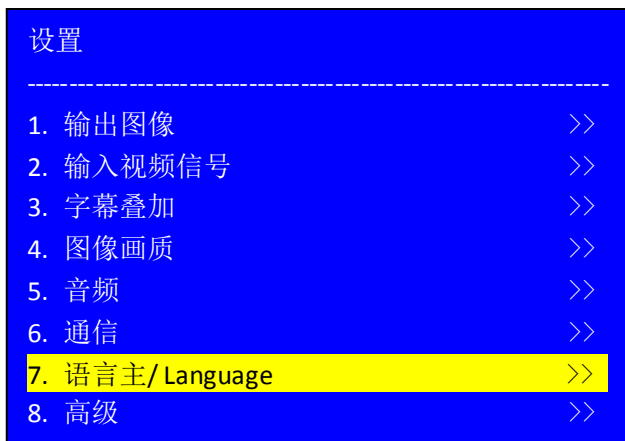 设置
--------------------------------------------------------------------
1. 输出图像 >>
2. 输入视频信号 >>
3. 字幕叠加 >>
4. 图像画质 >>
5. 音频 >>
6. 通信 >>
7. 语言主/ Language >>
8. 高级 >>